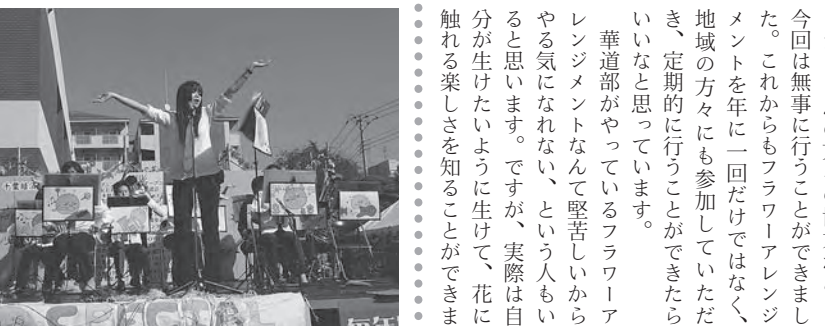 今回は無事に行うことができまし
た。これからもフラワーアレンジ
メントを年に一回だけではなく、
地域の方々にも参加していただ
き、定期的に行うことができたら
いいなと思っています。
華道部がやっているフラワーア
レンジメントなんて堅苦しいから
やる気になれない、という人もい
ると思います。ですが、実際は自
分が生けたいように生けて、花に
触れる楽しさを知ることができま